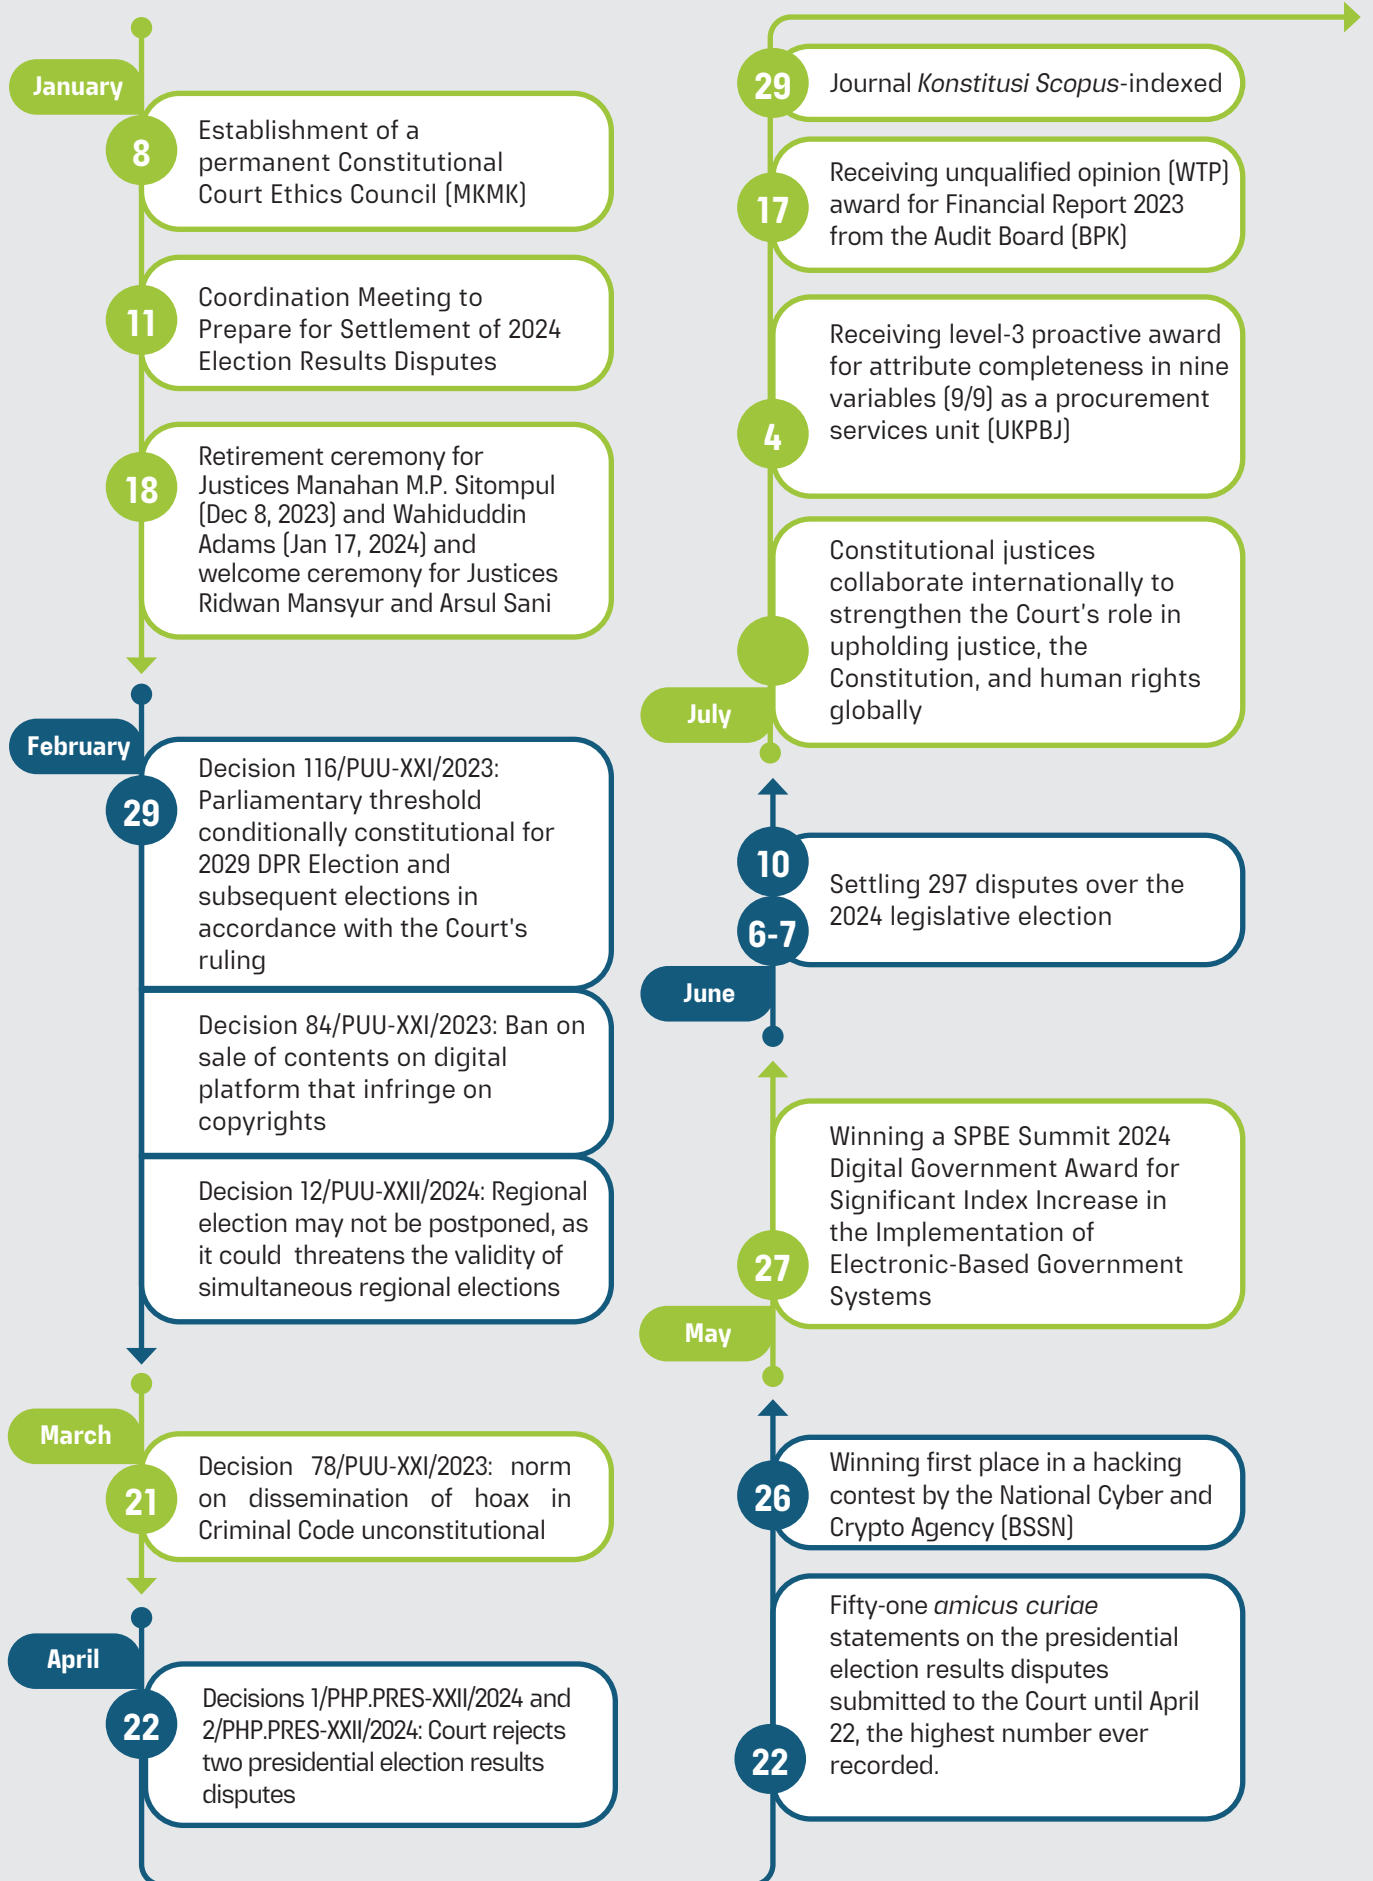 January
8
Establishment of a
permanent Constitutional
Court Ethics Council (MKMK)
11
Coordination Meeting to
Prepare for Settlement of 2024
Election Results Disputes
18
Retirement ceremony for
Justices Manahan M.P. Sitompul
(Dec 8, 2023) and Wahiduddin
Adams (Jan 17, 2024) and
welcome ceremony for Justices
Ridwan Mansyur and Arsul Sani
February
29
Decision 116/PUU-XXI/2023:
Parliamentary threshold
conditionally constitutional for
2029 DPR Election and
subsequent elections in
accordance with the Court's
ruling
Decision 84/PUU-XXI/2023: Ban on
sale of contents on digital
platform that infringe on
copyrights
Decision 12/PUU-XXII/2024: Regional
election may not be postponed, as
it could threatens the validity of
simultaneous regional elections
March
21
Decision 78/PUU-XXI/2023: norm
on dissemination of hoax in
Criminal Code unconstitutional
April
22
Decisions 1/PHP.PRES-XXII/2024 and
2/PHP.PRES-XXII/2024: Court rejects
two presidential election results
disputes
22
Fifty-one amicus curiae
statements on the presidential
election results disputes
submitted to the Court until April
22, the highest number ever
recorded.
26
Winning first place in a hacking
contest by the National Cyber and
Crypto Agency (BSSN)
May
27
Winning a SPBE Summit 2024
Digital Government Award for
Significant Index Increase in
the Implementation of
Electronic-Based Government
Systems
June
6-7
10
Settling 297 disputes over the
2024 legislative election
July
Constitutional justices
collaborate internationally to
strengthen the Court's role in
upholding justice, the
Constitution, and human rights
globally
4
Receiving level-3 proactive award
for attribute completeness in nine
variables (9/9) as a procurement
services unit (UKPBJ)
17
Receiving unqualified opinion (WTP)
award for Financial Report 2023
from the Audit Board (BPK)
29
Journal Konstitusi Scopus-indexed